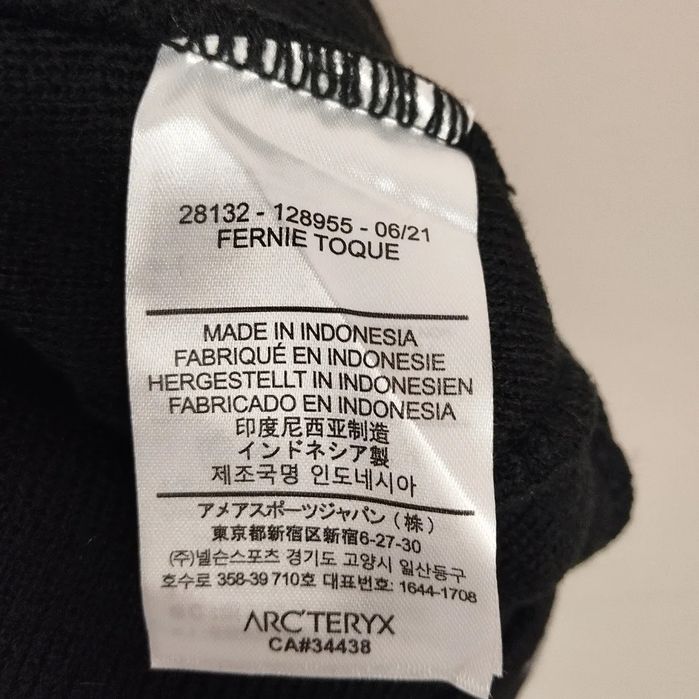 28132 - 128955 - 06/21
FERNIE TOQUE
MADE IN INDONESIA
FABRIQUÉ EN INDONESIE
HERGESTELLT IN INDONESIEN
FABRICADO EN INDONESIA
印度尼西亚制造
インドネシア製
제조국명 인도네시아
アメアスポーツジャパン（株）
東京都新宿区新宿6-27-30
(주)넬슨스포츠 경기도 고양시 일산동구
호수로 358-39 710호 대표번호: 1644-1708
ARC'TERYX
CA#34438